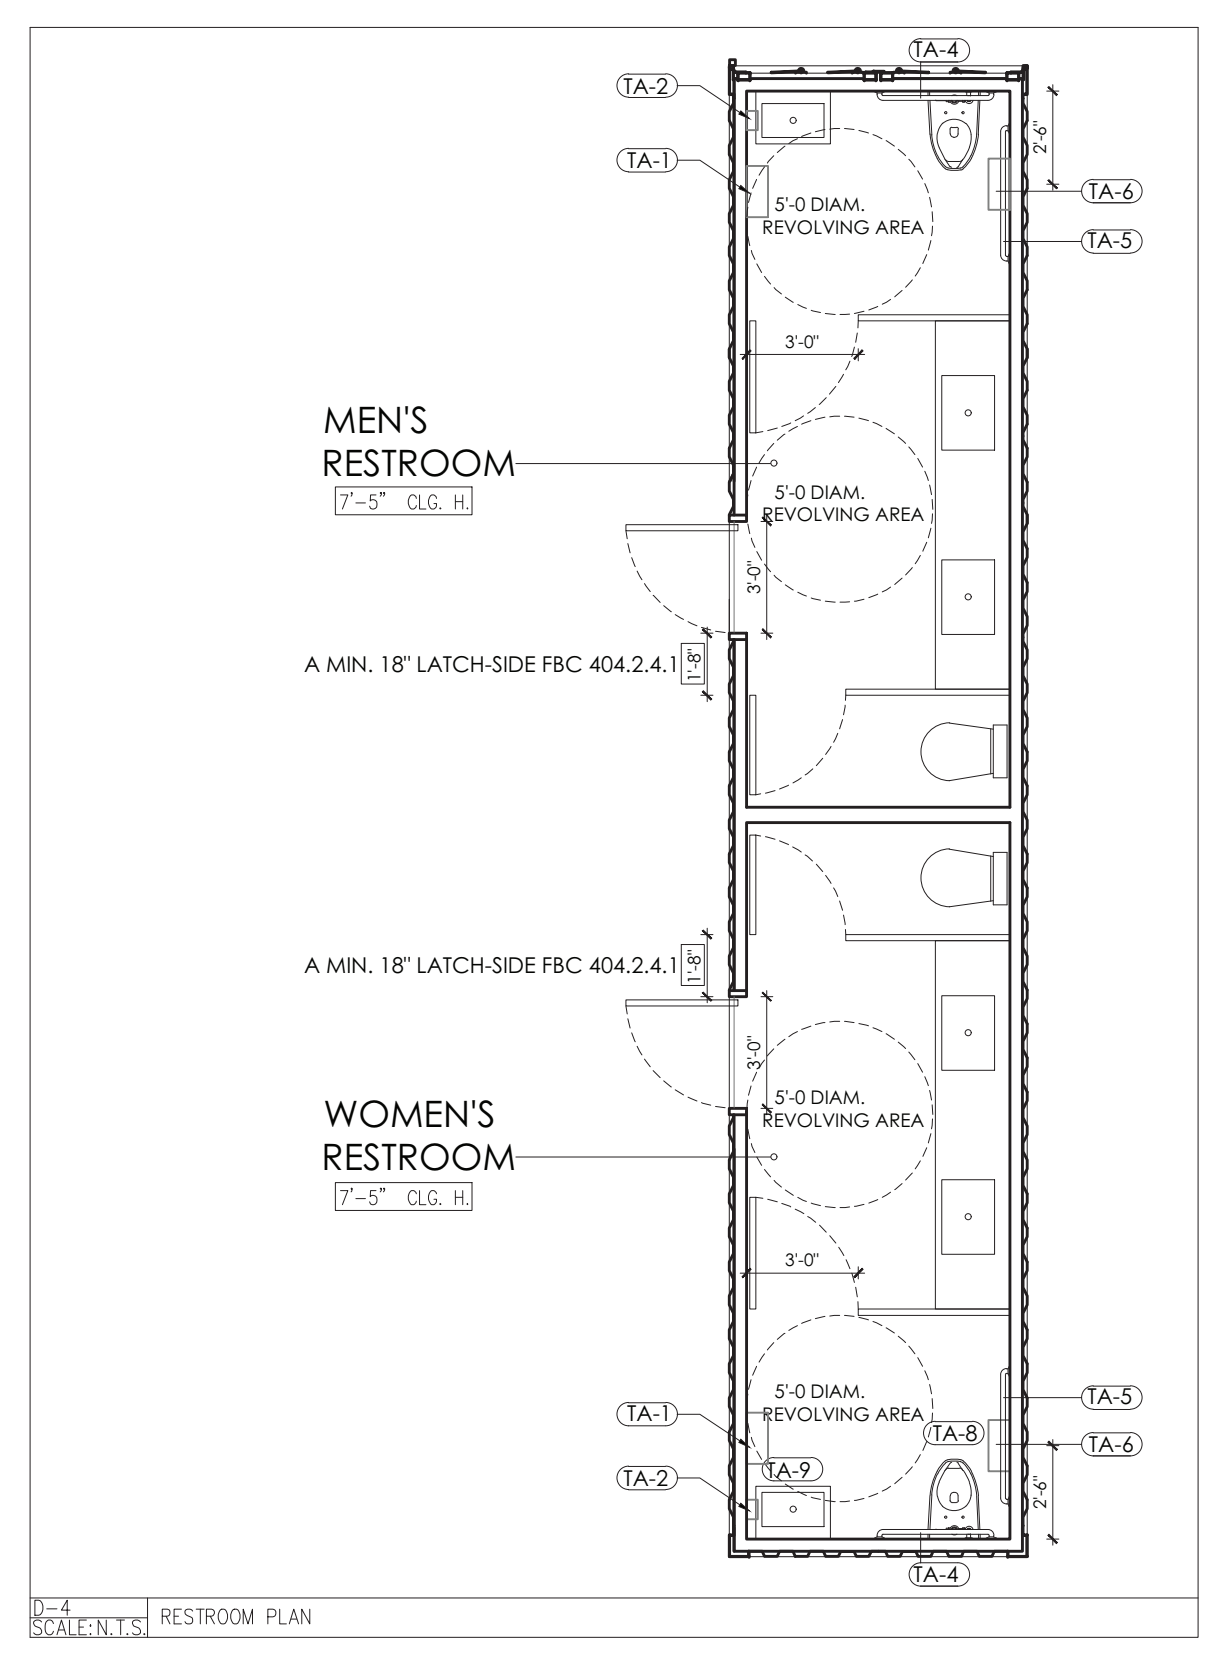 TA-4
TA-2
2'-6"
TA-1
TA-6
5'-0 DIAM.
REVOLVING AREA
TA-5
3'-0"
MEN'S
RESTROOM
7'-5" CLG. H.
5'-0 DIAM.
REVOLVING AREA
3'-0"
A MIN. 18" LATCH-SIDE FBC 404.2.4.1
1'-8"
A MIN. 18" LATCH-SIDE FBC 404.2.4.1
1'-8"
3'-0"
WOMEN'S
RESTROOM
7'-5" CLG. H.
5'-0 DIAM.
REVOLVING AREA
3'-0"
5'-0 DIAM.
REVOLVING AREA
TA-5
TA-1
TA-8
TA-6
TA-9
TA-2
2'-6"
TA-4
D-4
SCALE: N.T.S.
RESTROOM PLAN